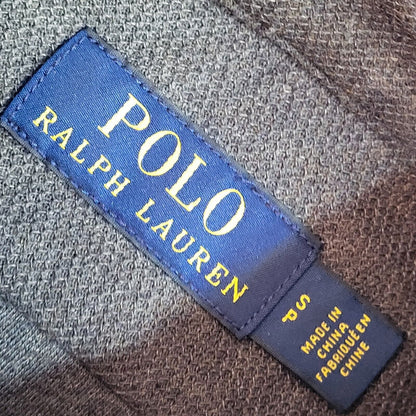 POLO
RALPH LAUREN
S P
MADE IN
CHINA
FABRIQUÉ EN
CHINE